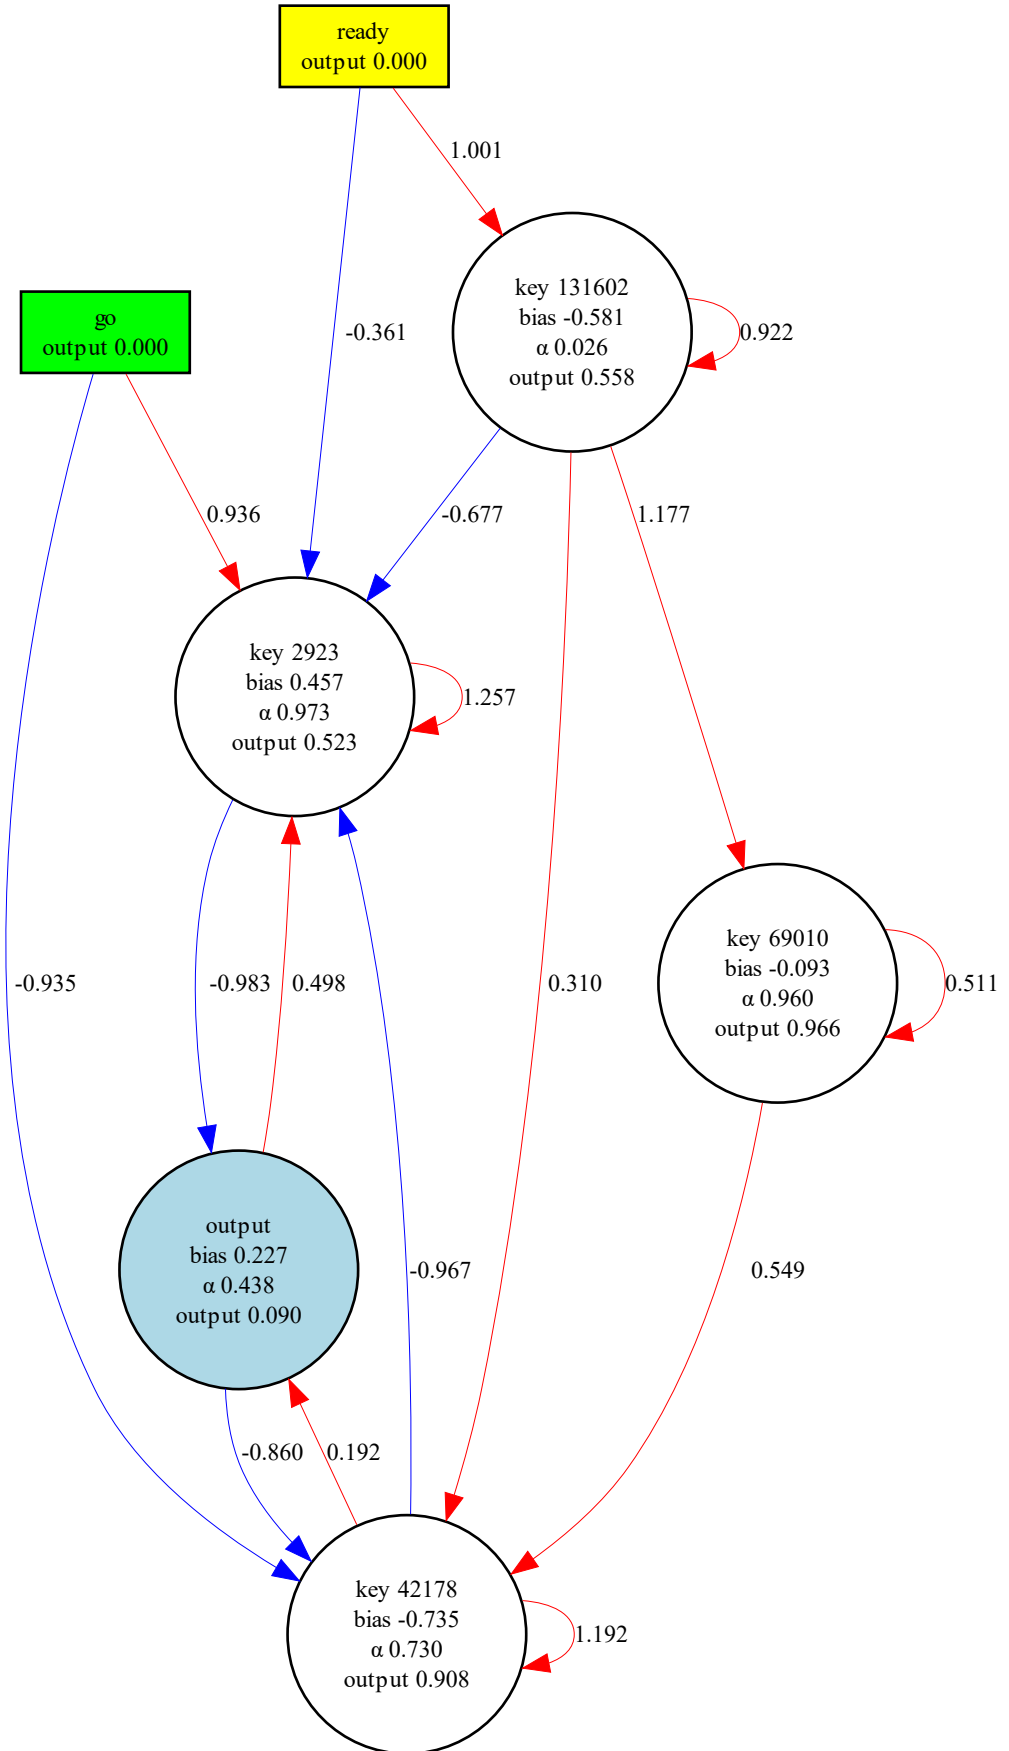 ready
output 0.000
1.001
key 131602
bias -0.581
α 0.026
output 0.558
0.922
go
output 0.000
-0.361
0.936
-0.677
1.177
key 2923
bias 0.457
α 0.973
output 0.523
1.257
key 69010
bias -0.093
α 0.960
output 0.966
0.511
-0.935
-0.983
0.498
0.310
output
bias 0.227
α 0.438
output 0.090
-0.967
0.549
-0.860
0.192
key 42178
bias -0.735
α 0.730
output 0.908
1.192